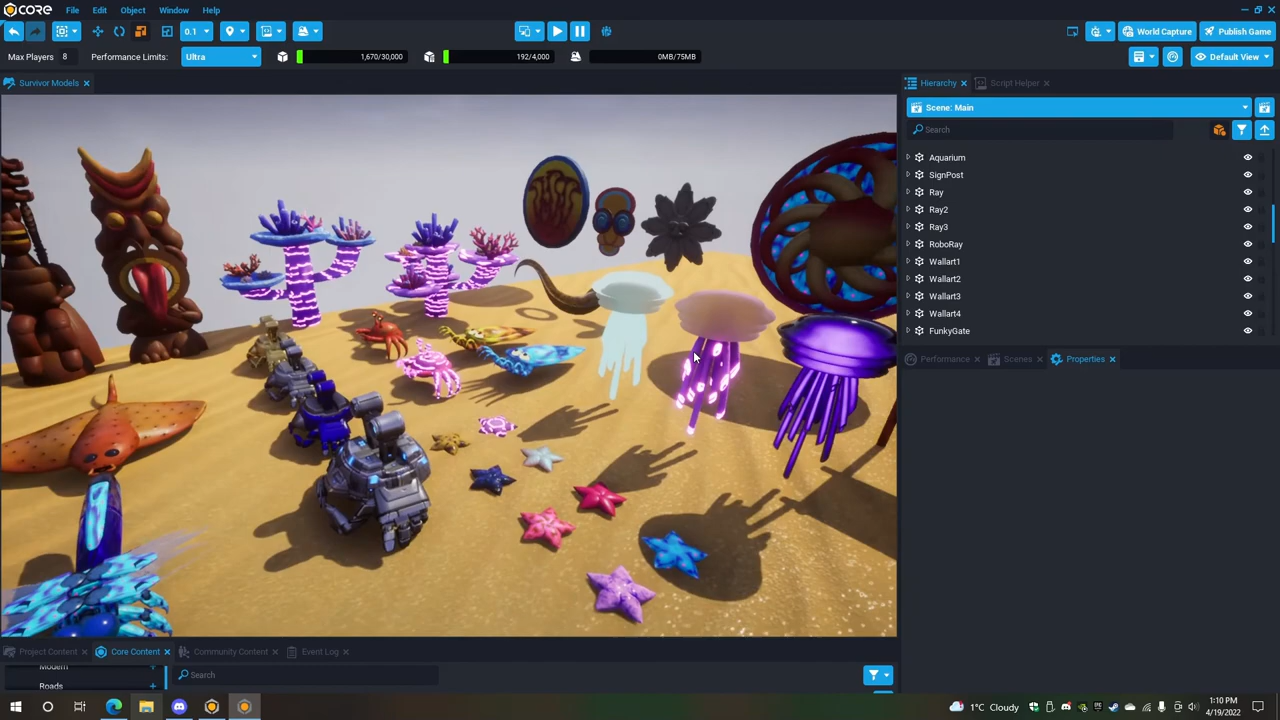 CORE File Edit Object Window Help
0.1 World Capture Publish Game
Max Players 8 Performance Limits: Ultra 1,670/30,000 192/4,000 0MB/75MB Default View
Survivor Models Hierarchy Script Helper
Scene: Main
Search
Aquarium
SignPost
Ray
Ray2
Ray3
RoboRay
Wallart1
Wallart2
Wallart3
Wallart4
FunkyGate
Performance Scenes Properties
Project Content Core Content Community Content Event Log
Modern
Search
Roads
1°C Cloudy
1:10 PM
4/19/2022